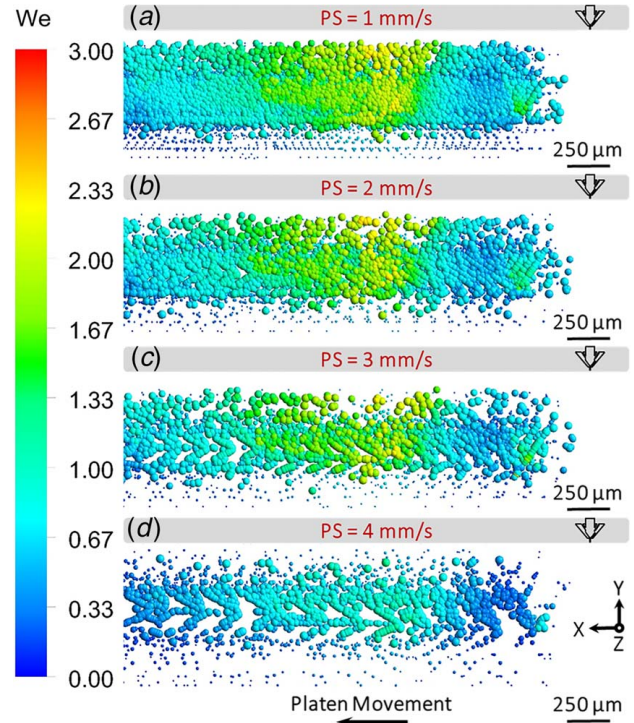 We
3.00
2.67
2.33
2.00
1.67
1.33
1.00
0.67
0.33
0.00
(a) PS = 1 mm/s
250 µm
(b) PS = 2 mm/s
250 µm
(c) PS = 3 mm/s
250 µm
(d) PS = 4 mm/s
Y
X
Z
Platen Movement
250 µm